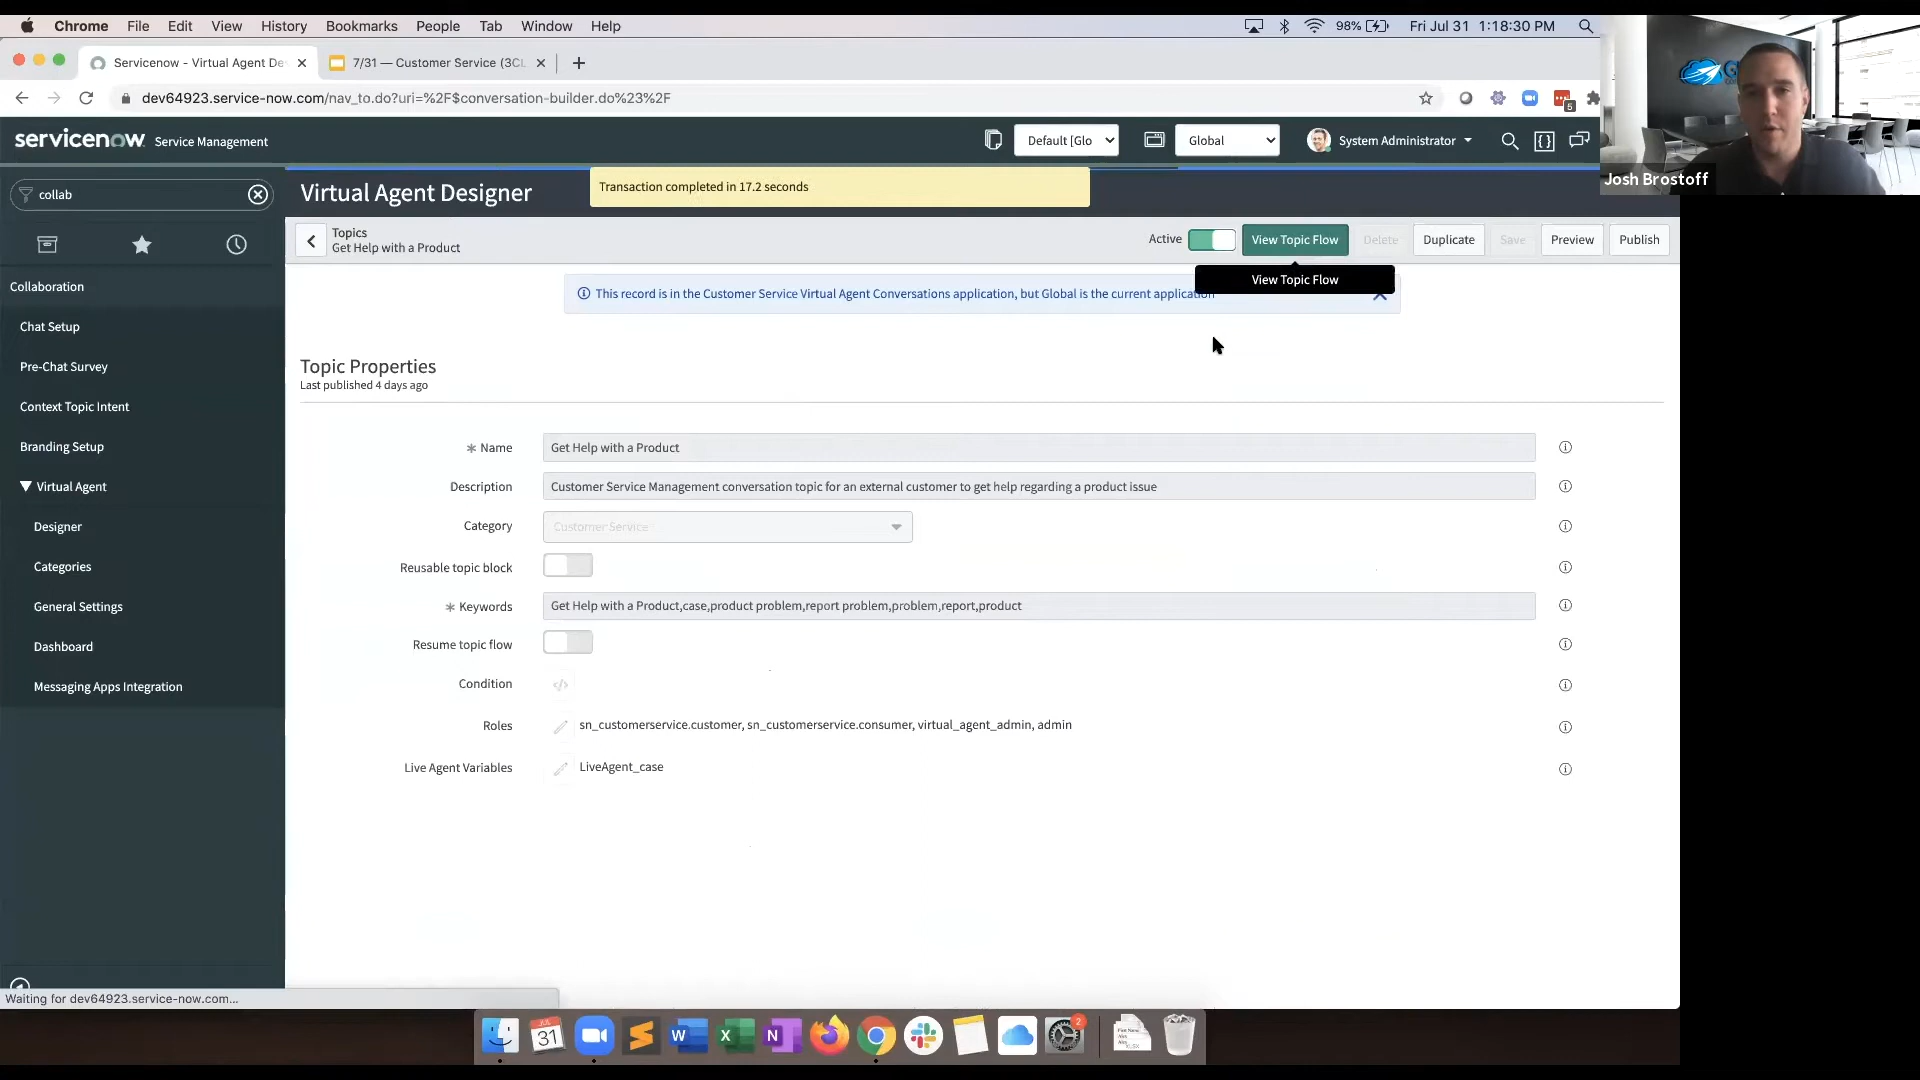 Chrome File Edit View History Bookmarks People Tab Window Help
98% Fri Jul 31 1:18:30 PM
Servicenow - Virtual Agent De
7/31 — Customer Service (3CL
dev64923.service-now.com/nav_to.do?uri=%2F$conversation-builder.do%23%2F
5
servicenow Service Management
Default [Glo
Global
System Administrator
Josh Brostoff
collab
Virtual Agent Designer
Transaction completed in 17.2 seconds
Topics
Get Help with a Product
Active
View Topic Flow
Delete
Duplicate
Save
Preview
Publish
View Topic Flow
This record is in the Customer Service Virtual Agent Conversations application, but Global is the current application
Collaboration
Chat Setup
Pre-Chat Survey
Context Topic Intent
Branding Setup
Virtual Agent
Designer
Categories
General Settings
Dashboard
Messaging Apps Integration
Topic Properties
Last published 4 days ago
Name
Get Help with a Product
Description
Customer Service Management conversation topic for an external customer to get help regarding a product issue
Category
Customer Service
Reusable topic block
Keywords
Get Help with a Product,case,product problem,report problem,problem,report,product
Resume topic flow
Condition
Roles
sn_customerservice.customer, sn_customerservice.consumer, virtual_agent_admin, admin
Live Agent Variables
LiveAgent_case
Waiting for dev64923.service-now.com...
JUL
31
W
X
N
2